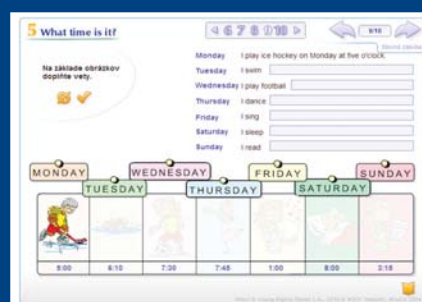 5 What time is it?
6 7 8 9 10
9/10
Na základe obrázkov
doplňte vety.
Monday I play ice hockey on Monday at five o'clock.
Tuesday I swim
Wednesday I play football
Thursday I dance
Friday I sing
Saturday I sleep
Sunday I read
MONDAY WEDNESDAY FRIDAY SUNDAY
TUESDAY THURSDAY SATURDAY
5:00 6:10 7:30 7:45 1:00 8:00 3:15